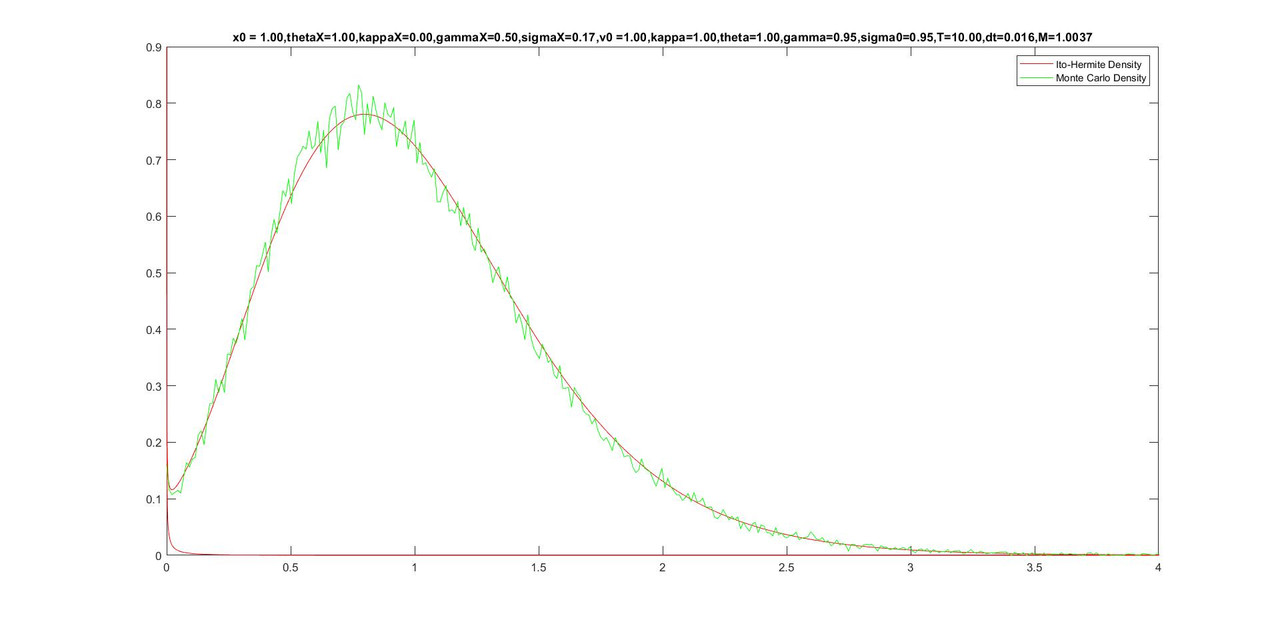 x0 = 1.00,thetaX=1.00,kappaX=0.00,gammaX=0.50,sigmaX=0.17,v0 =1.00,kappa=1.00,theta=1.00,gamma=0.95,sigma0=0.95,T=10.00,dt=0.016,M=1.0037
Ito-Hermite Density
Monte Carlo Density
0.9
0.8
0.7
0.6
0.5
0.4
0.3
0.2
0.1
0
0 0.5 1 1.5 2 2.5 3 3.5 4